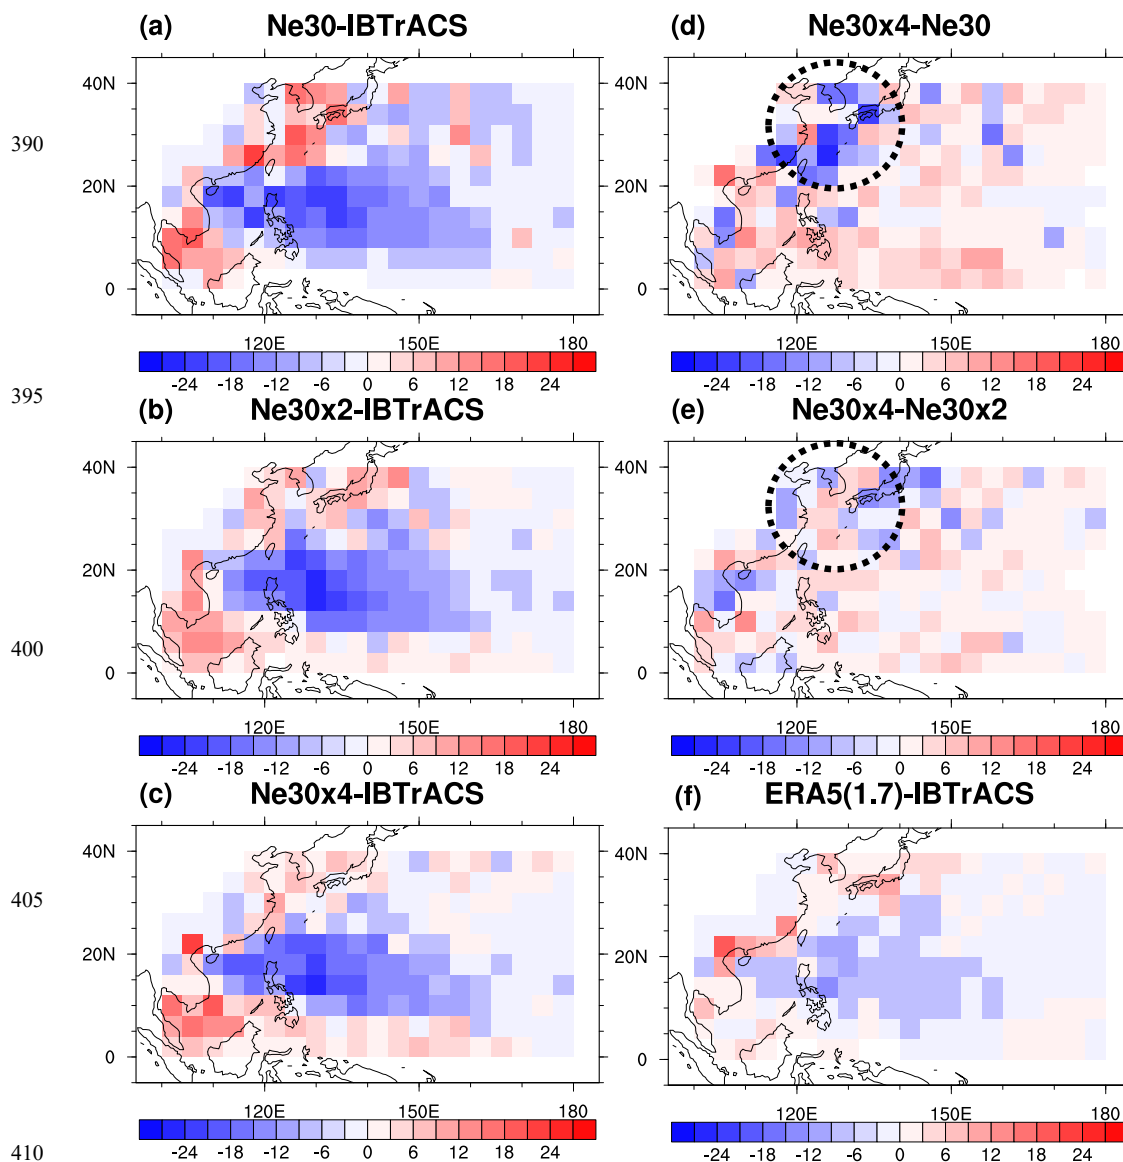 (a) Ne30-IBTrACS
40N
20N
0
120E 150E 180
-24 -18 -12 -6 0 6 12 18 24
(d) Ne30x4-Ne30
40N
20N
0
120E 150E 180
-24 -18 -12 -6 0 6 12 18 24
390
395
(b) Ne30x2-IBTrACS
40N
20N
0
120E 150E 180
-24 -18 -12 -6 0 6 12 18 24
(e) Ne30x4-Ne30x2
40N
20N
0
120E 150E 180
-24 -18 -12 -6 0 6 12 18 24
400
(c) Ne30x4-IBTrACS
40N
20N
0
120E 150E 180
-24 -18 -12 -6 0 6 12 18 24
(f) ERA5(1.7)-IBTrACS
40N
20N
0
120E 150E 180
-24 -18 -12 -6 0 6 12 18 24
405
410